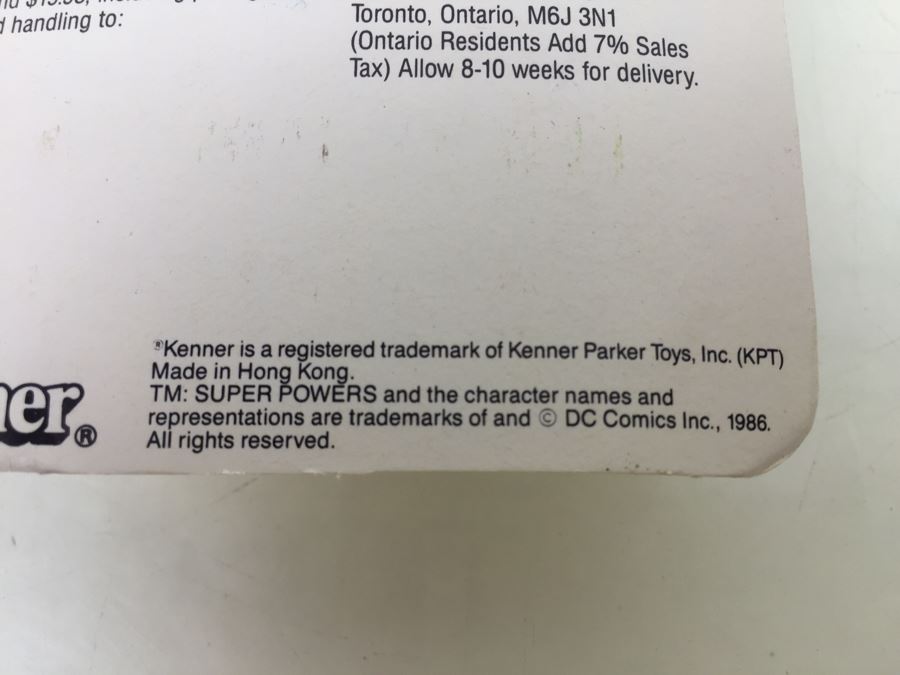 handling to:
Toronto, Ontario, M6J 3N1
(Ontario Residents Add 7% Sales
Tax) Allow 8-10 weeks for delivery.
®Kenner is a registered trademark of Kenner Parker Toys, Inc. (KPT)
Made in Hong Kong.
TM: SUPER POWERS and the character names and
representations are trademarks of and © DC Comics Inc., 1986.
All rights reserved.
er®